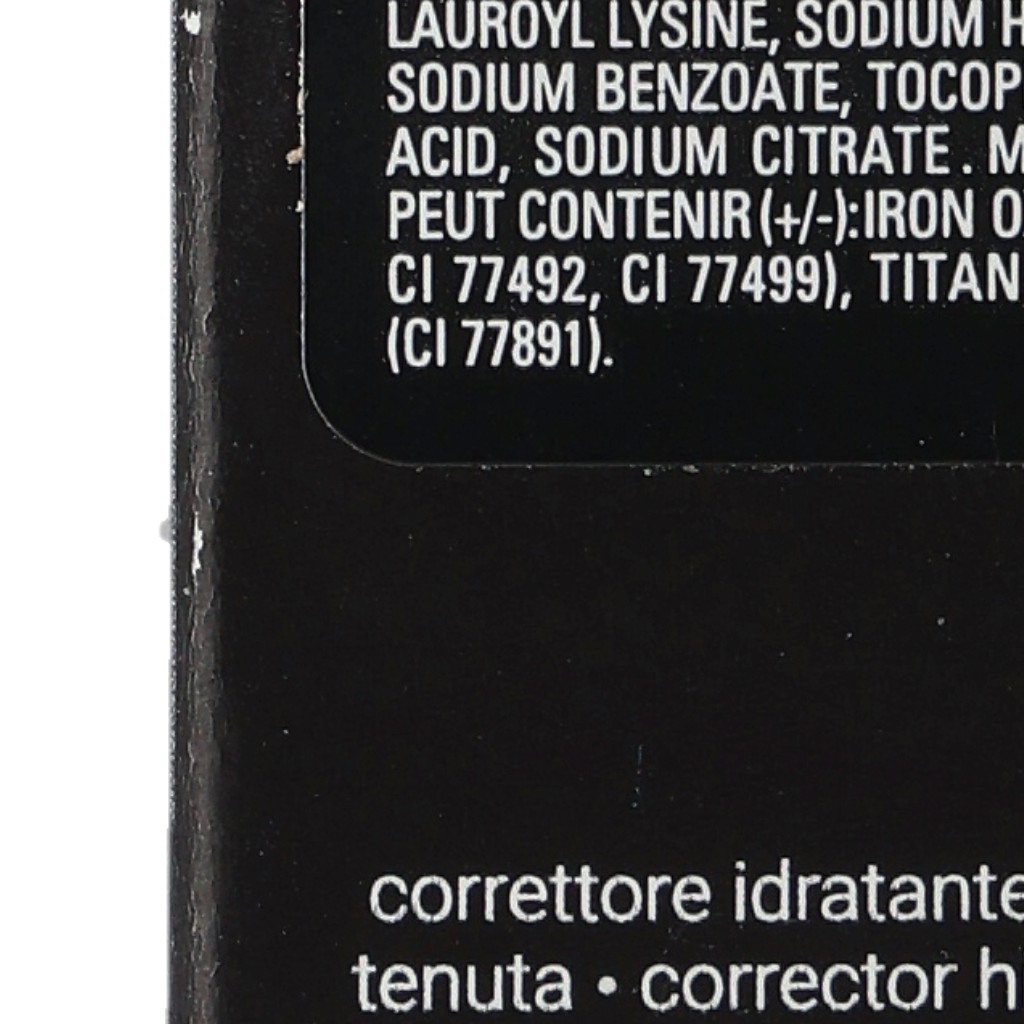 LAUROYL LYSINE, SODIUM
SODIUM BENZOATE,
ACID, SODIUM CITRATE.
PEUT CONTENIR (+/-): IRON
CI 77492, CI 77499),
(CI 77891).
correttore idratante
tenuta • corrector